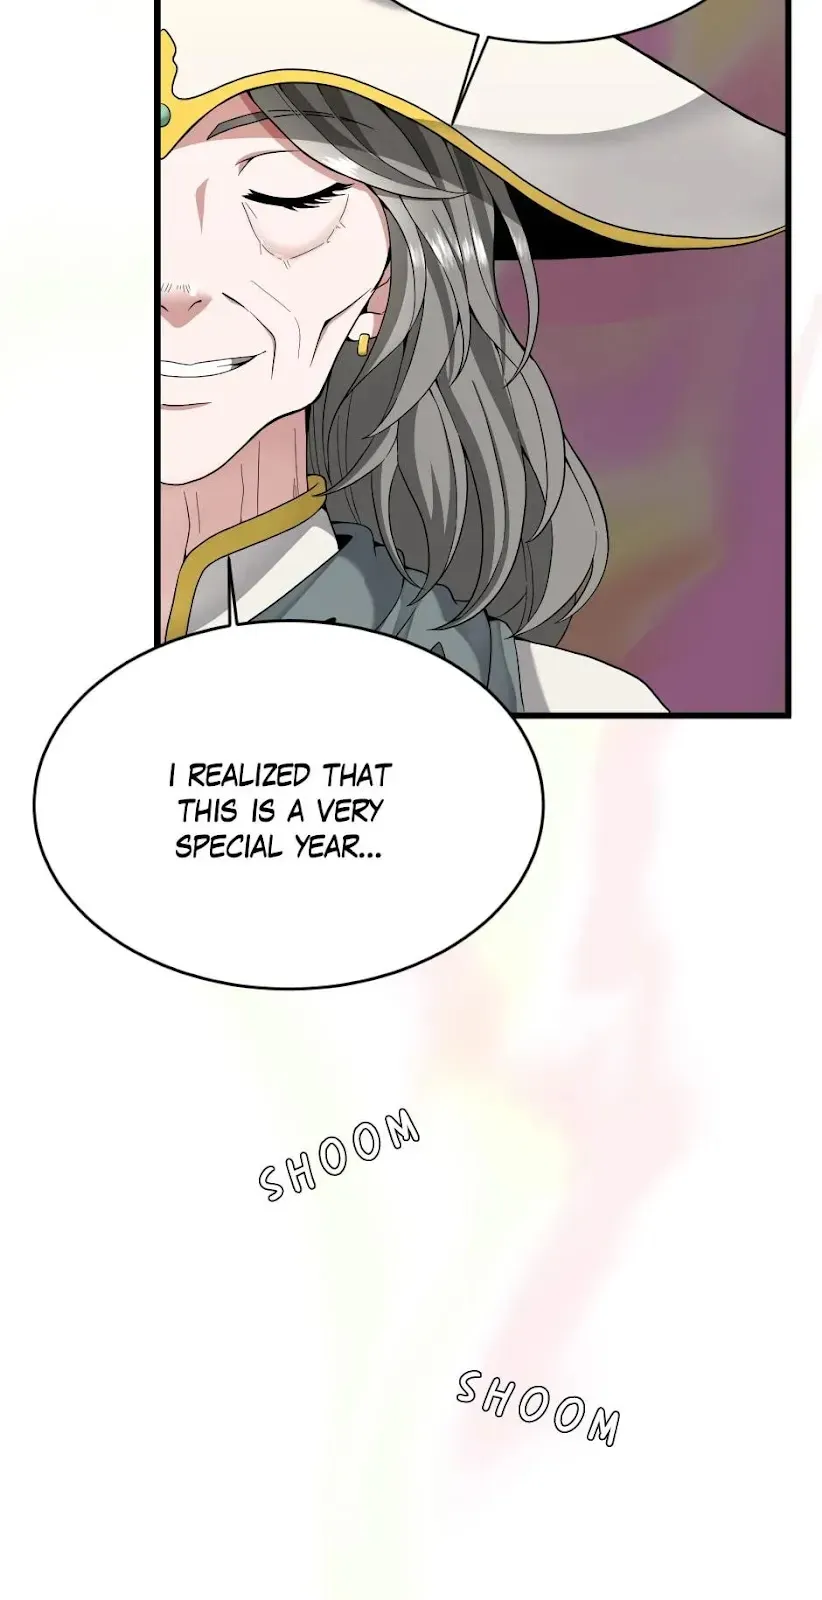 I REALIZED THAT
THIS IS A VERY
SPECIAL YEAR...
SHOOM
SHOOM